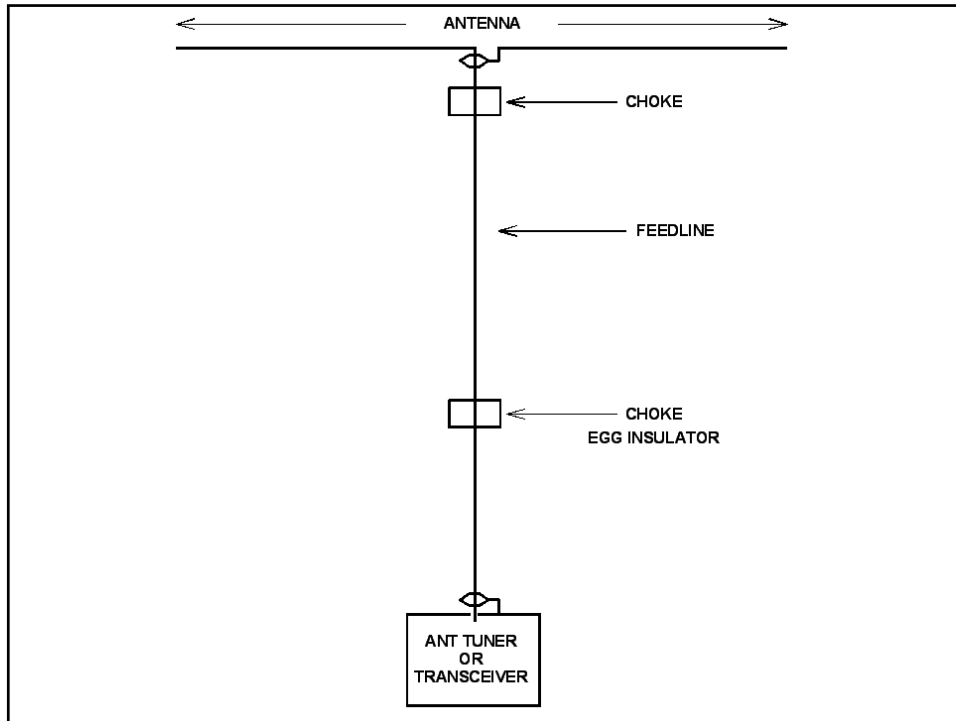 ANTENNA
CHOKE
FEEDLINE
CHOKE
EGG INSULATOR
ANT TUNER
OR
TRANSCEIVER